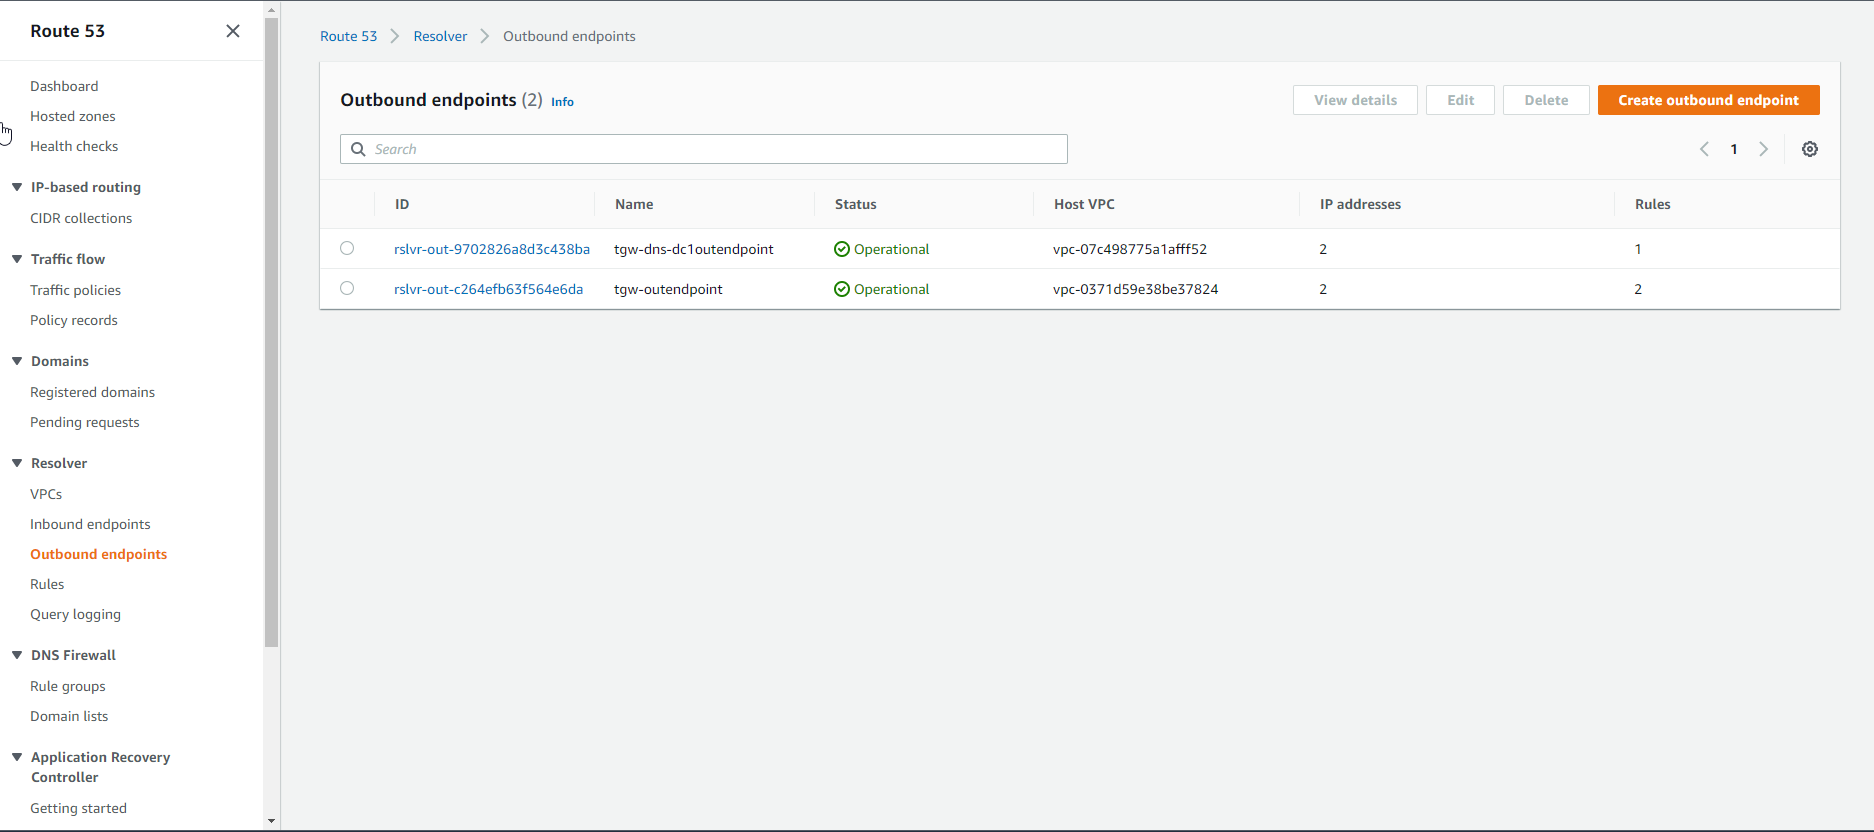 Route 53
Dashboard
Hosted zones
Health checks
IP-based routing
CIDR collections
Traffic flow
Traffic policies
Policy records
Domains
Registered domains
Pending requests
Resolver
VPCs
Inbound endpoints
Outbound endpoints
Rules
Query logging
DNS Firewall
Rule groups
Domain lists
Application Recovery
Controller
Getting started
Route 53 Resolver Outbound endpoints
Outbound endpoints (2) Info
View details Edit Delete Create outbound endpoint
Search
1
ID Name Status Host VPC IP addresses Rules
rslvr-out-9702826a8d3c438ba tgw-dns-dc1outendpoint Operational vpc-07c498775a1afff52 2 1
rslvr-out-c264efb63f564e6da tgw-outendpoint Operational vpc-0371d59e38be37824 2 2